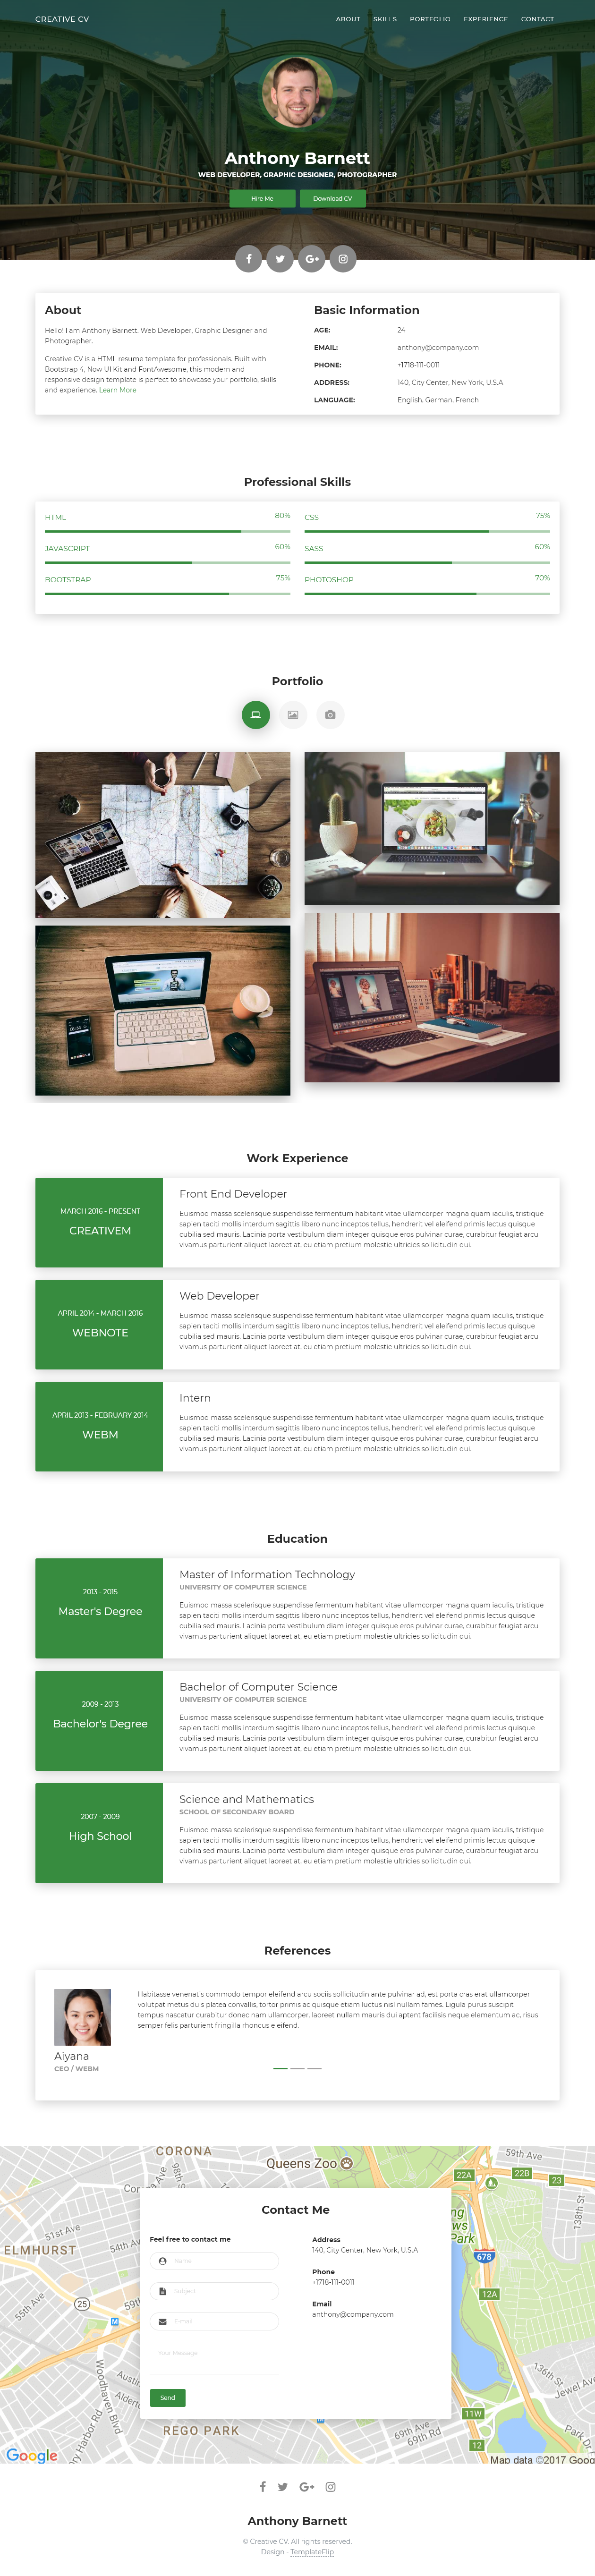 CREATIVE CV
ABOUT SKILLS PORTFOLIO EXPERIENCE CONTACT
Anthony Barnett
WEB DEVELOPER, GRAPHIC DESIGNER, PHOTOGRAPHER
Hire Me Download CV
About
Hello! I am Anthony Barnett. Web Developer, Graphic Designer and
Photographer.
Creative CV is a HTML resume template for professionals. Built with
Bootstrap 4, Now UI Kit and FontAwesome, this modern and
responsive design template is perfect to showcase your portfolio, skills
and experience. Learn More
Basic Information
AGE: 24
EMAIL: anthony@company.com
PHONE: +1718-111-0011
ADDRESS: 140, City Center, New York, U.S.A
LANGUAGE: English, German, French
Professional Skills
HTML 80%
CSS 75%
JAVASCRIPT 60%
SASS 60%
BOOTSTRAP 75%
PHOTOSHOP 70%
Portfolio
Work Experience
MARCH 2016 - PRESENT
CREATIVEM
Front End Developer
Euismod massa scelerisque suspendisse fermentum habitant vitae ullamcorper magna quam iaculis, tristique
sapien taciti mollis interdum sagittis libero nunc inceptos tellus, hendrerit vel eleifend primis lectus quisque
cubilia sed mauris. Lacinia porta vestibulum diam integer quisque eros pulvinar curae, curabitur feugiat arcu
vivamus parturient aliquet laoreet at, eu etiam pretium molestie ultricies sollicitudin dui.
APRIL 2014 - MARCH 2016
WEBNOTE
Web Developer
Euismod massa scelerisque suspendisse fermentum habitant vitae ullamcorper magna quam iaculis, tristique
sapien taciti mollis interdum sagittis libero nunc inceptos tellus, hendrerit vel eleifend primis lectus quisque
cubilia sed mauris. Lacinia porta vestibulum diam integer quisque eros pulvinar curae, curabitur feugiat arcu
vivamus parturient aliquet laoreet at, eu etiam pretium molestie ultricies sollicitudin dui.
APRIL 2013 - FEBRUARY 2014
WEBM
Intern
Euismod massa scelerisque suspendisse fermentum habitant vitae ullamcorper magna quam iaculis, tristique
sapien taciti mollis interdum sagittis libero nunc inceptos tellus, hendrerit vel eleifend primis lectus quisque
cubilia sed mauris. Lacinia porta vestibulum diam integer quisque eros pulvinar curae, curabitur feugiat arcu
vivamus parturient aliquet laoreet at, eu etiam pretium molestie ultricies sollicitudin dui.
Education
2013 - 2015
Master's Degree
Master of Information Technology
UNIVERSITY OF COMPUTER SCIENCE
Euismod massa scelerisque suspendisse fermentum habitant vitae ullamcorper magna quam iaculis, tristique
sapien taciti mollis interdum sagittis libero nunc inceptos tellus, hendrerit vel eleifend primis lectus quisque
cubilia sed mauris. Lacinia porta vestibulum diam integer quisque eros pulvinar curae, curabitur feugiat arcu
vivamus parturient aliquet laoreet at, eu etiam pretium molestie ultricies sollicitudin dui.
2009 - 2013
Bachelor's Degree
Bachelor of Computer Science
UNIVERSITY OF COMPUTER SCIENCE
Euismod massa scelerisque suspendisse fermentum habitant vitae ullamcorper magna quam iaculis, tristique
sapien taciti mollis interdum sagittis libero nunc inceptos tellus, hendrerit vel eleifend primis lectus quisque
cubilia sed mauris. Lacinia porta vestibulum diam integer quisque eros pulvinar curae, curabitur feugiat arcu
vivamus parturient aliquet laoreet at, eu etiam pretium molestie ultricies sollicitudin dui.
2007 - 2009
High School
Science and Mathematics
SCHOOL OF SECONDARY BOARD
Euismod massa scelerisque suspendisse fermentum habitant vitae ullamcorper magna quam iaculis, tristique
sapien taciti mollis interdum sagittis libero nunc inceptos tellus, hendrerit vel eleifend primis lectus quisque
cubilia sed mauris. Lacinia porta vestibulum diam integer quisque eros pulvinar curae, curabitur feugiat arcu
vivamus parturient aliquet laoreet at, eu etiam pretium molestie ultricies sollicitudin dui.
References
Habitasse venenatis commodo tempor eleifend arcu sociis sollicitudin ante pulvinar ad, est porta cras erat ullamcorper
volutpat metus duis platea convallis, tortor primis ac quisque etiam luctus nisl nullam fames. Ligula purus suscipit
tempus nascetur curabitur donec nam ullamcorper, laoreet nullam mauris dui aptent facilisis neque elementum ac, risus
semper felis parturient fringilla rhoncus eleifend.
Aiyana
CEO / WEBM
CORONA
Queens Zoo
59th Ave
22A
22B
23
98th S
138th St
51st Ave
54th A
ELMHURST
Park
678
12A
55th Ave
25
59th
Contact Me
Feel free to contact me
Name
Subject
E-mail
Your Message
Send
Address
140, City Center, New York, U.S.A
Phone
+1718-111-0011
Email
anthony@company.com
136th St
Jewel Ave
Woodhaven Blvd
Austin
11W
REGO PARK
69th Ave
69th Rd
12
Park Dr
Google
Map data ©2017 Goog
Anthony Barnett
© Creative CV. All rights reserved.
Design - TemplateFlip